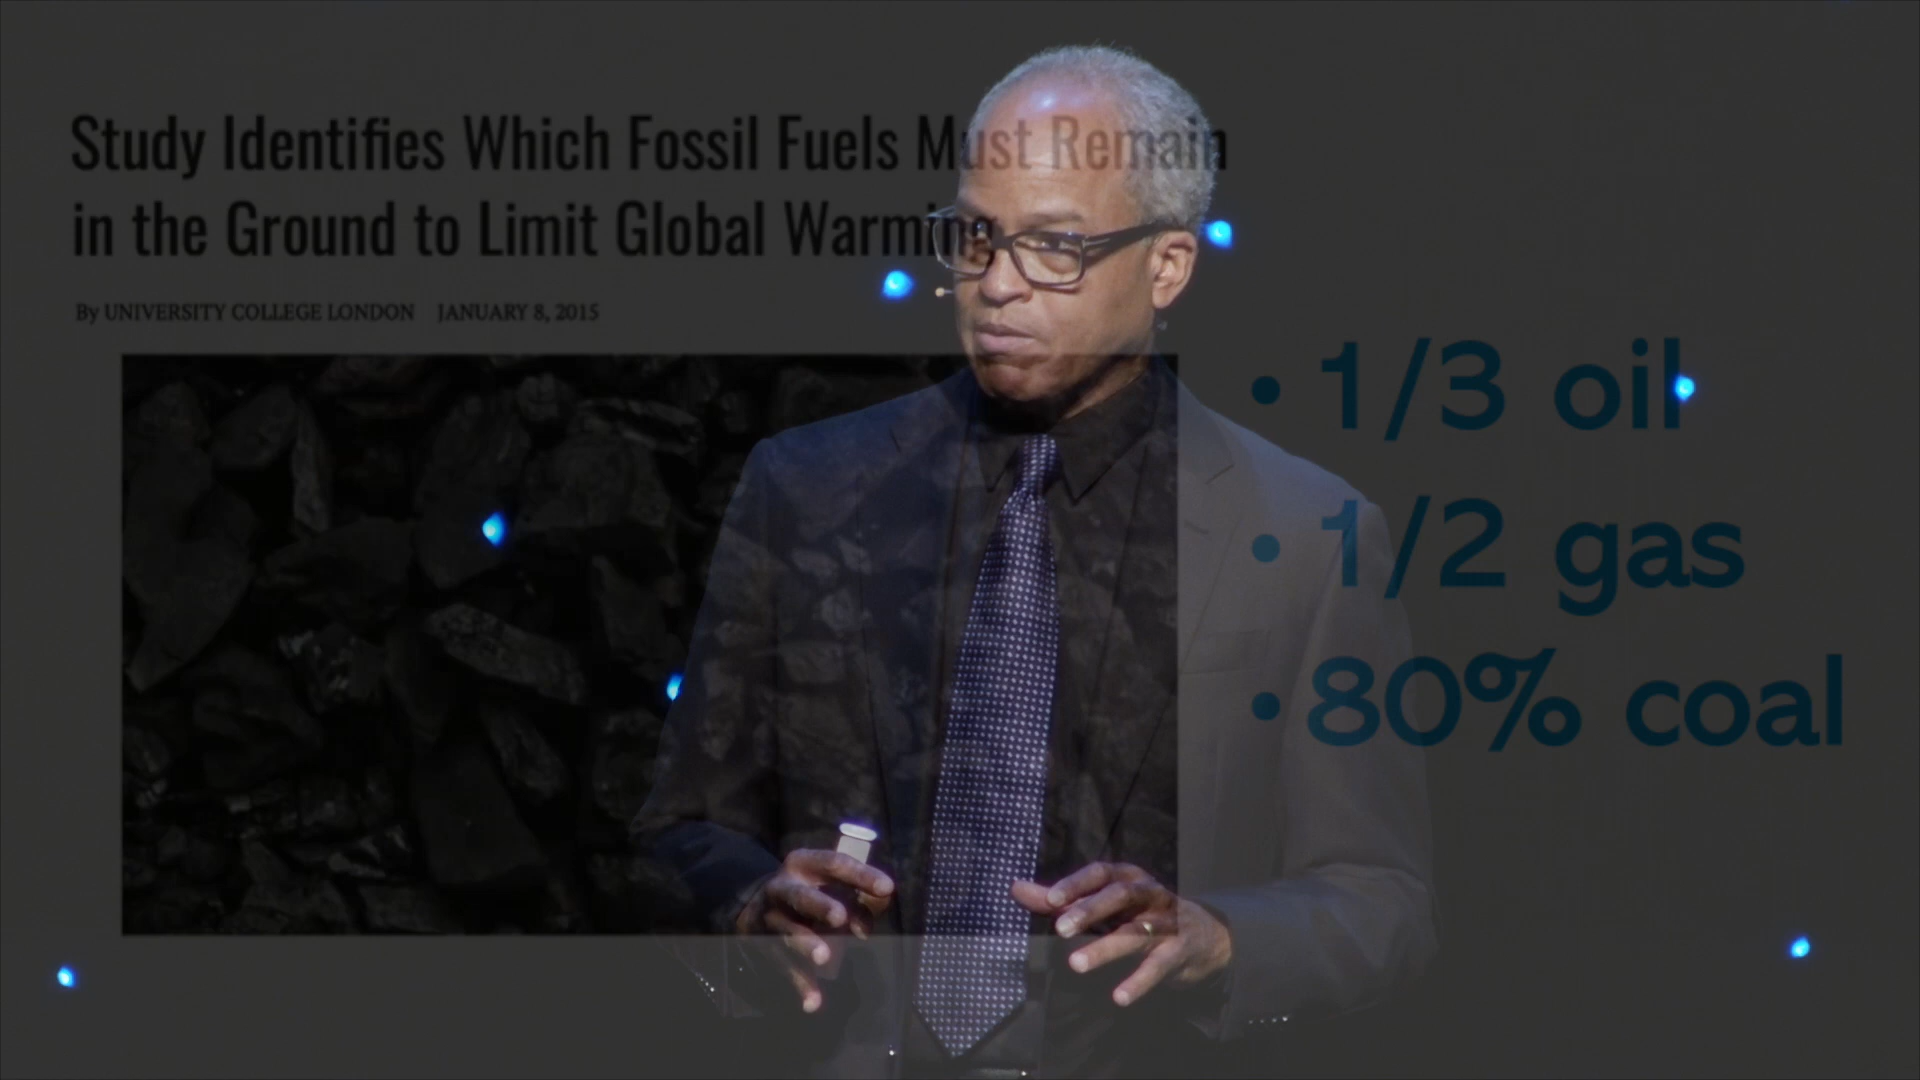 Study Identifies Which Fossil Fuels Must Remain
in the Ground to Limit Global Warming
By UNIVERSITY COLLEGE LONDON JANUARY 8, 2015
• 1/3 oil
• 1/2 gas
• 80% coal